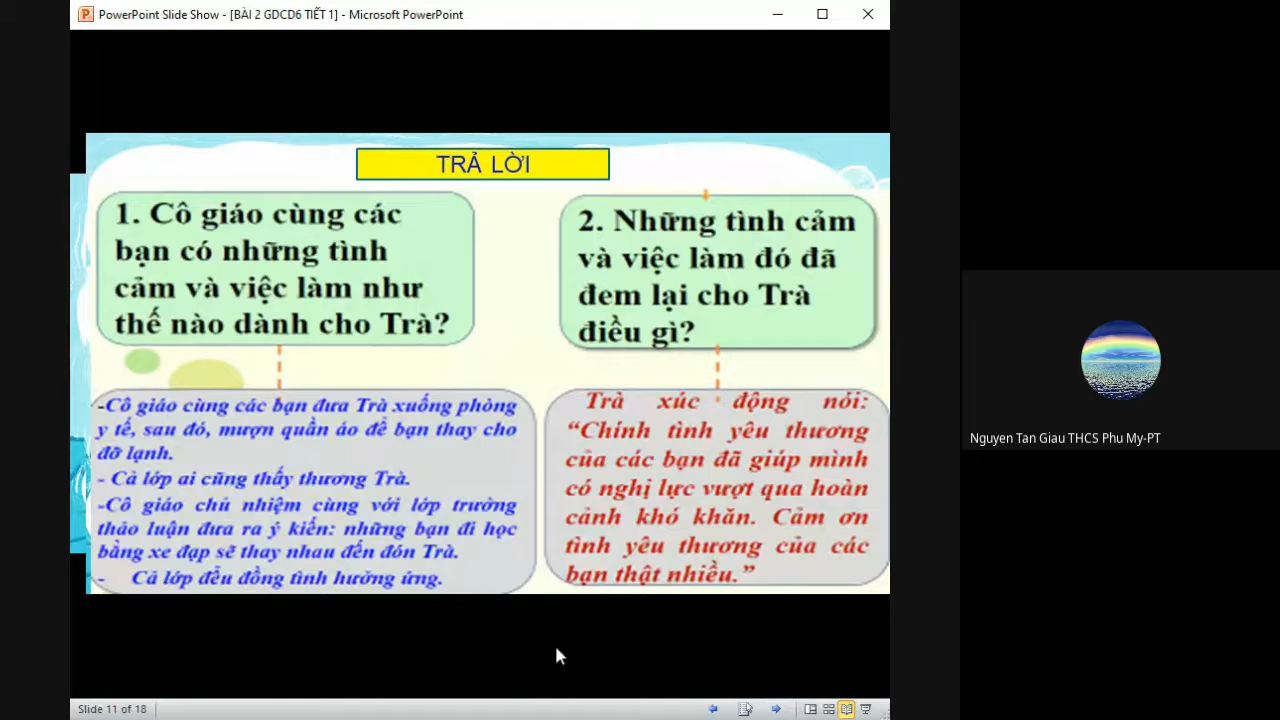 PowerPoint Slide Show - [BÀI 2 GDCD6 TIẾT 1] - Microsoft PowerPoint
TRẢ LỜI
1. Cô giáo cùng các
bạn có những tình
cảm và việc làm như
thế nào dành cho Trà?
2. Những tình cảm
và việc làm đó đã
đem lại cho Trà
điều gì?
-Cô giáo cùng các bạn đưa Trà xuống phòng
y tế, sau đó, mượn quần áo để bạn thay cho
đỡ lạnh.
- Cả lớp ai cũng thấy thương Trà.
-Cô giáo chủ nhiệm cùng với lớp trưởng
thảo luận đưa ra ý kiến: những bạn đi học
bằng xe đạp sẽ thay nhau đến đón Trà.
- Cả lớp đều đồng tình hưởng ứng.
Trà xúc động nói:
“Chính tình yêu thương
của các bạn đã giúp mình
có nghị lực vượt qua hoàn
cảnh khó khăn. Cảm ơn
tình yêu thương của các
bạn thật nhiều.”
Nguyen Tan Giau THCS Phu My-PT
Slide 11 of 18